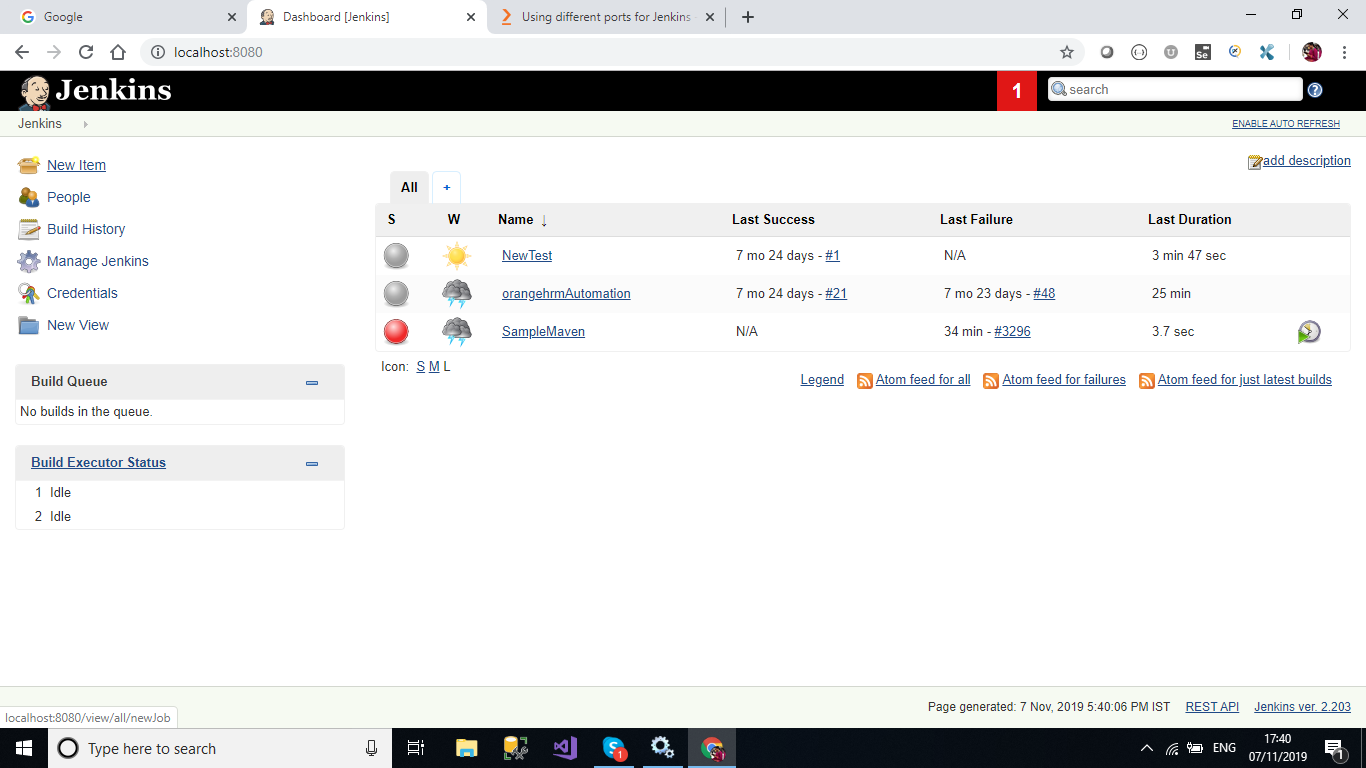 Google
Dashboard [Jenkins]
Using different ports for Jenkins
localhost:8080
Se
Jenkins
1
search
?
Jenkins
ENABLE AUTO REFRESH
New Item
People
Build History
Manage Jenkins
Credentials
New View
add description
All
+
S W Name ↓ Last Success Last Failure Last Duration
NewTest 7 mo 24 days - #1 N/A 3 min 47 sec
orangehrmAutomation 7 mo 24 days - #21 7 mo 23 days - #48 25 min
SampleMaven N/A 34 min - #3296 3.7 sec
Icon: S M L
Legend Atom feed for all Atom feed for failures Atom feed for just latest builds
Build Queue
No builds in the queue.
Build Executor Status
1 Idle
2 Idle
Page generated: 7 Nov, 2019 5:40:06 PM IST REST API Jenkins ver. 2.203
localhost:8080/view/all/newJob
Type here to search
1
ENG
17:40
07/11/2019
1